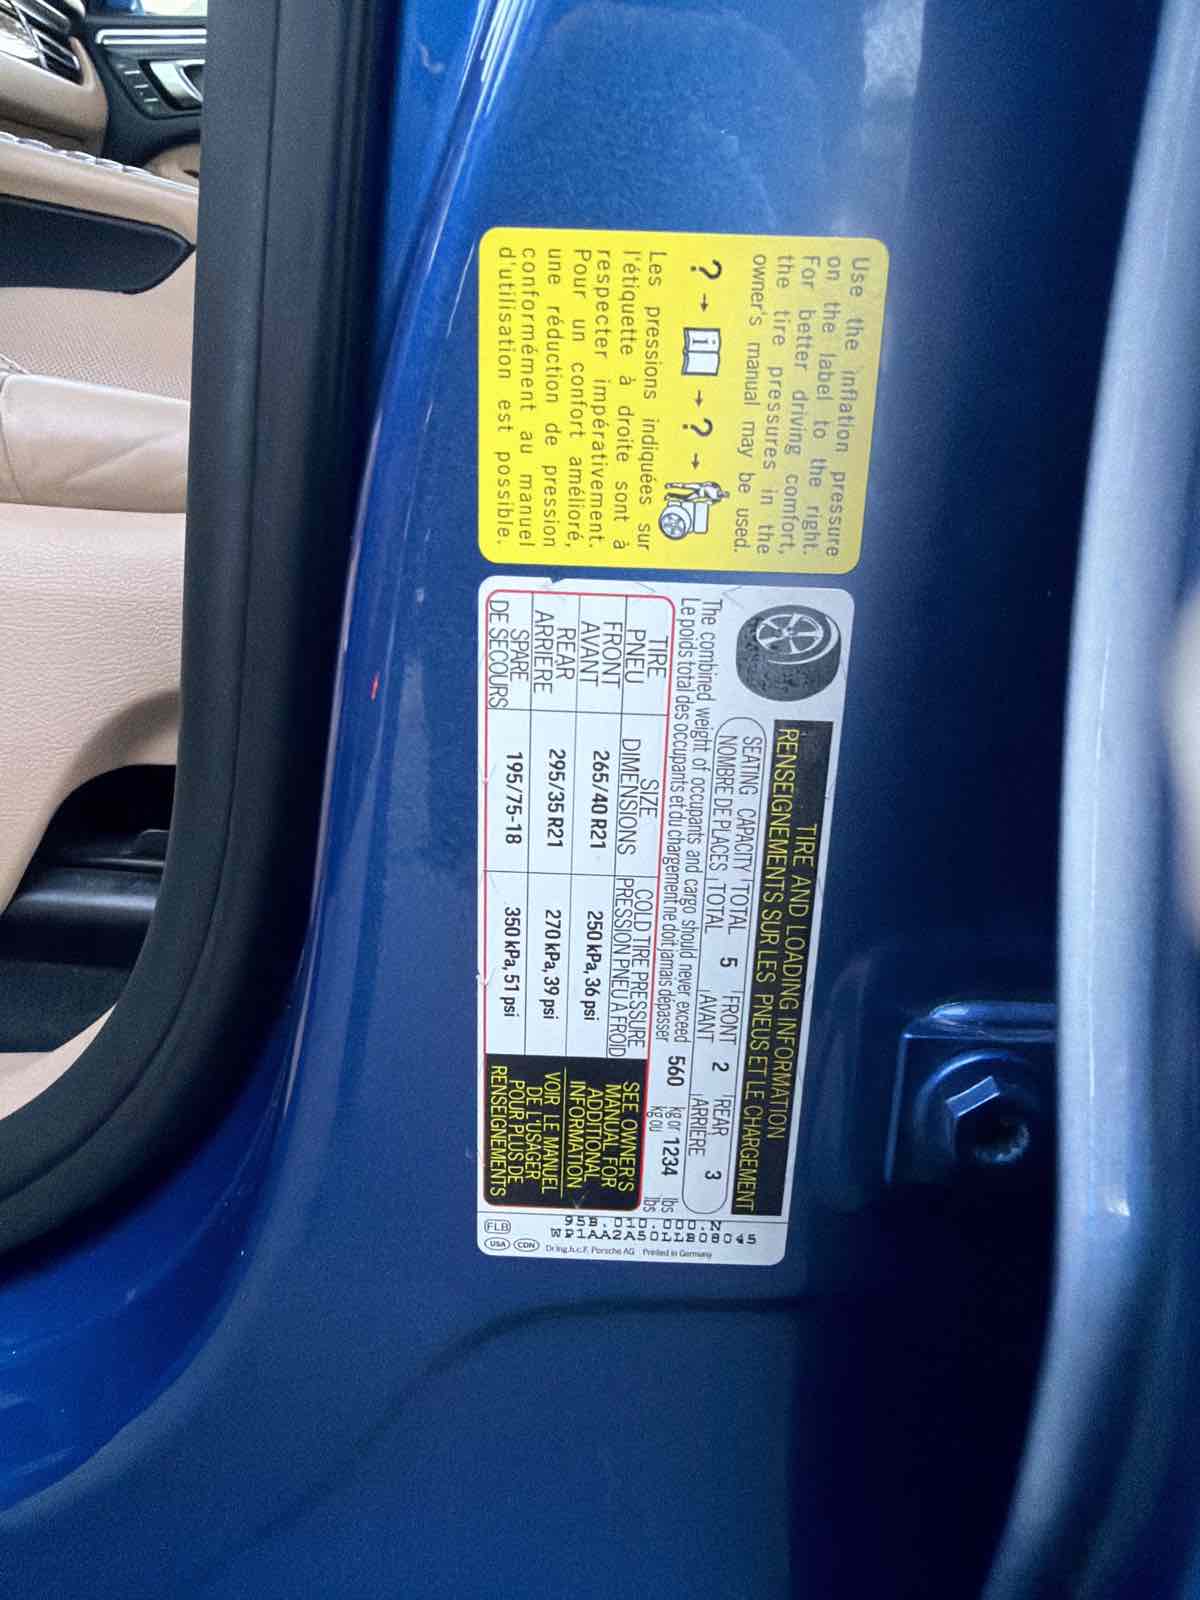 Use the inflation pressure
on the label to the right.
For better driving comfort,
the tire pressures in the
owner's manual may be used.
? → i → ? →
Les pressions indiquées sur
l'étiquette à droite sont à
respecter impérativement.
Pour un confort amélioré,
une réduction de pression
conformément au manuel
d'utilisation est possible.
TIRE AND LOADING INFORMATION
RENSEIGNEMENTS SUR LES PNEUS ET LE CHARGEMENT
SEATING CAPACITY TOTAL 5 FRONT 2 REAR 3
NOMBRE DE PLACES TOTAL AVANT ARRIÈRE
The combined weight of occupants and cargo should never exceed 560 kg or 1234 lbs
Le poids total des occupants et du chargement ne doit jamais dépasser kg ou lbs
TIRE SIZE COLD TIRE PRESSURE
PNEU DIMENSIONS PRESSION PNEU À FROID
FRONT 265/40 R21 250 kPa, 36 psi
AVANT
REAR 295/35 R21 270 kPa, 39 psi
ARRIERE
SPARE 195/75-18 350 kPa, 51 psi
DE SECOURS
SEE OWNER'S
MANUAL FOR
ADDITIONAL
INFORMATION
VOIR LE MANUEL
DE L'USAGER
POUR PLUS DE
RENSEIGNEMENTS
95B.010.000.N
WP1AA2A50LLB08045
FLB
USA CDN Dr.Ing.h.c.F. Porsche AG Printed in Germany